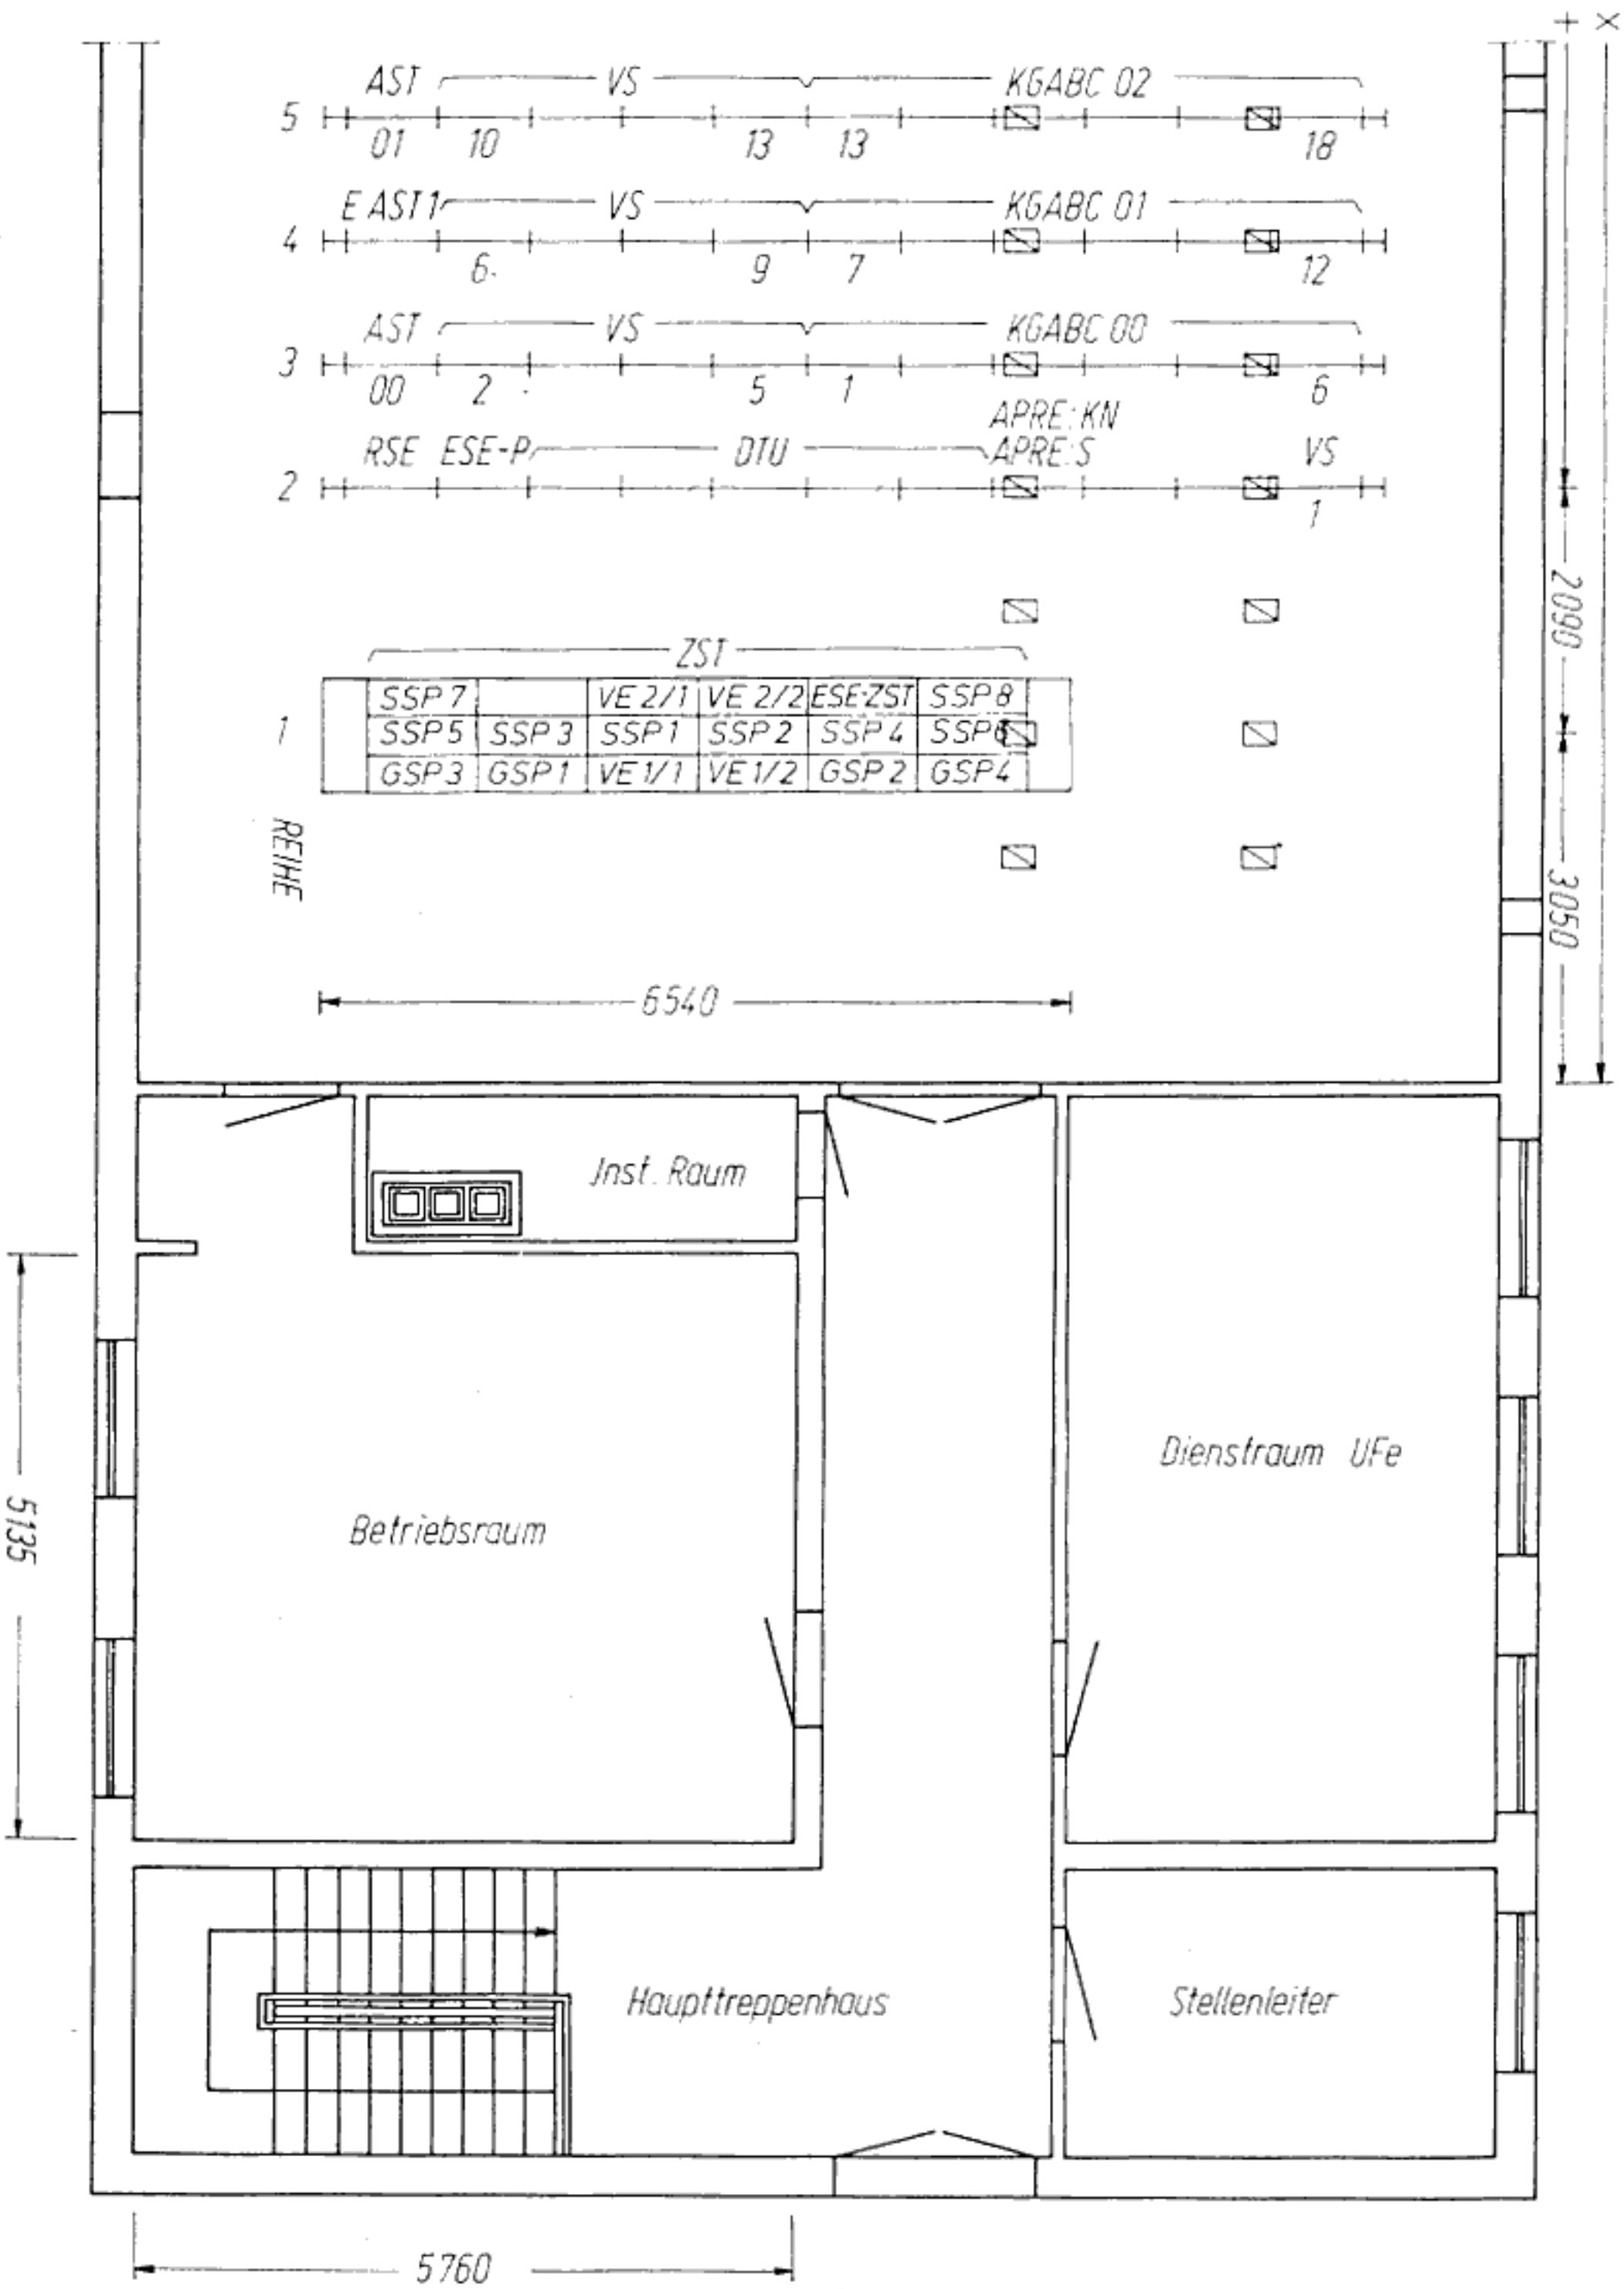 + X
AST VS KGABC 02
5
01 10 13 13 18
E AST1 VS KGABC 01
4
6 9 7 12
AST VS KGABC 00
3
00 2 5 1 6
APRE:KN
RSE ESE-P DTU APRE:S VS
2
1
2090
ZST
SSP 7 VE 2/1 VE 2/2 ESE-ZST SSP 8
1 SSP 5 SSP 3 SSP 1 SSP 2 SSP 4 SSP6
GSP 3 GSP 1 VE 1/1 VE 1/2 GSP 2 GSP 4
REIHE
3050
6540
Jnst. Raum
Dienstraum UFe
5135
Betriebsraum
Haupttreppenhaus
Stellenleiter
5760